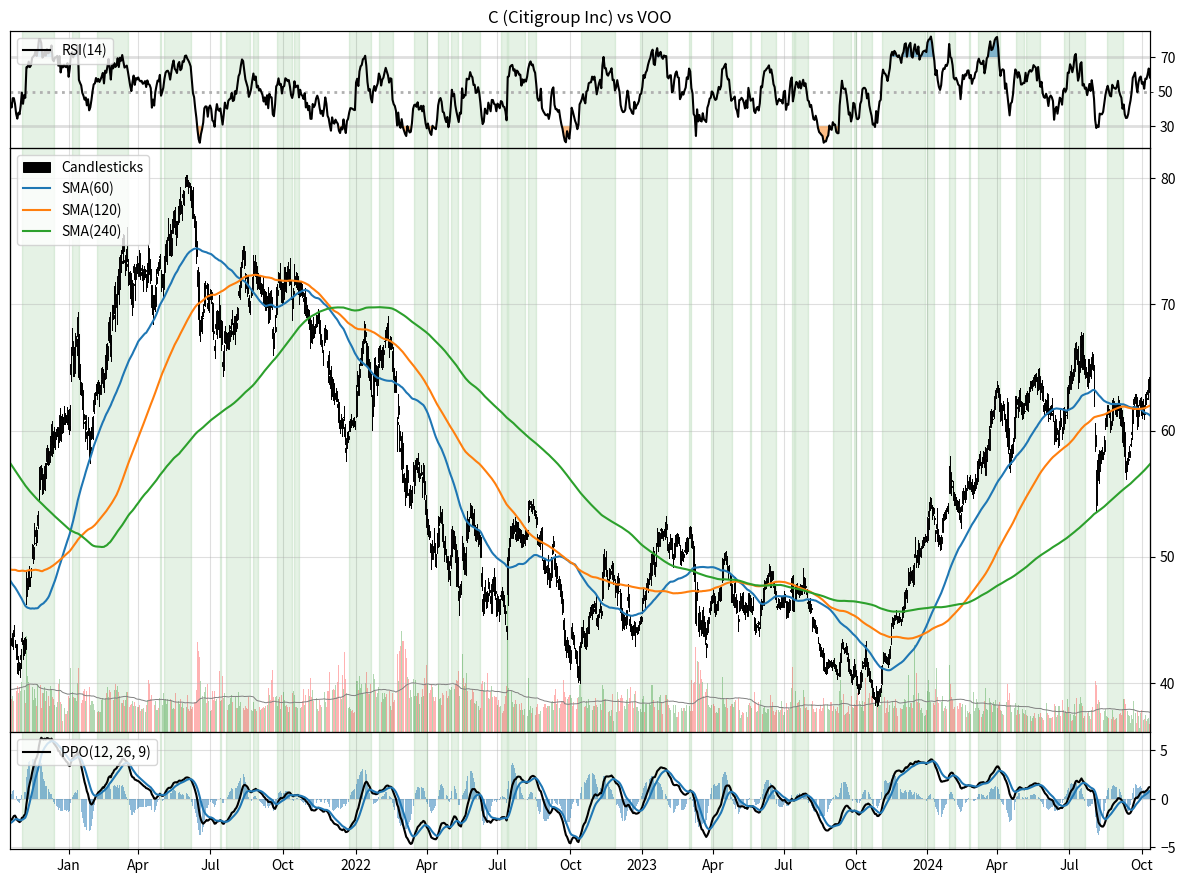 C (Citigroup Inc) vs VOO
RSI(14)
70
50
30
Candlesticks
SMA(60)
SMA(120)
SMA(240)
80
70
60
50
40
PPO(12, 26, 9)
5
0
−5
Jan Apr Jul Oct 2022 Apr Jul Oct 2023 Apr Jul Oct 2024 Apr Jul Oct